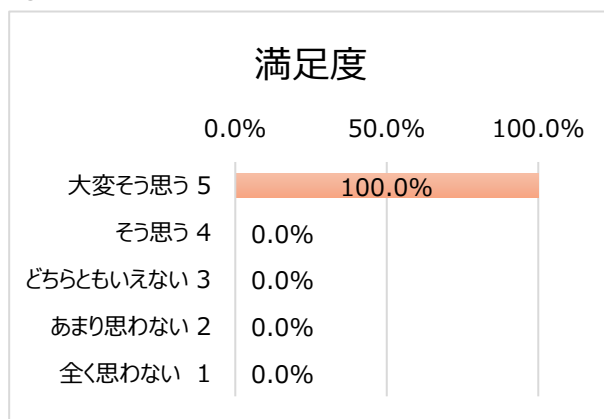 満足度
0.0% 50.0% 100.0%
大変そう思う 5 100.0%
そう思う 4 0.0%
どちらともいえない 3 0.0%
あまり思わない 2 0.0%
全く思わない 1 0.0%